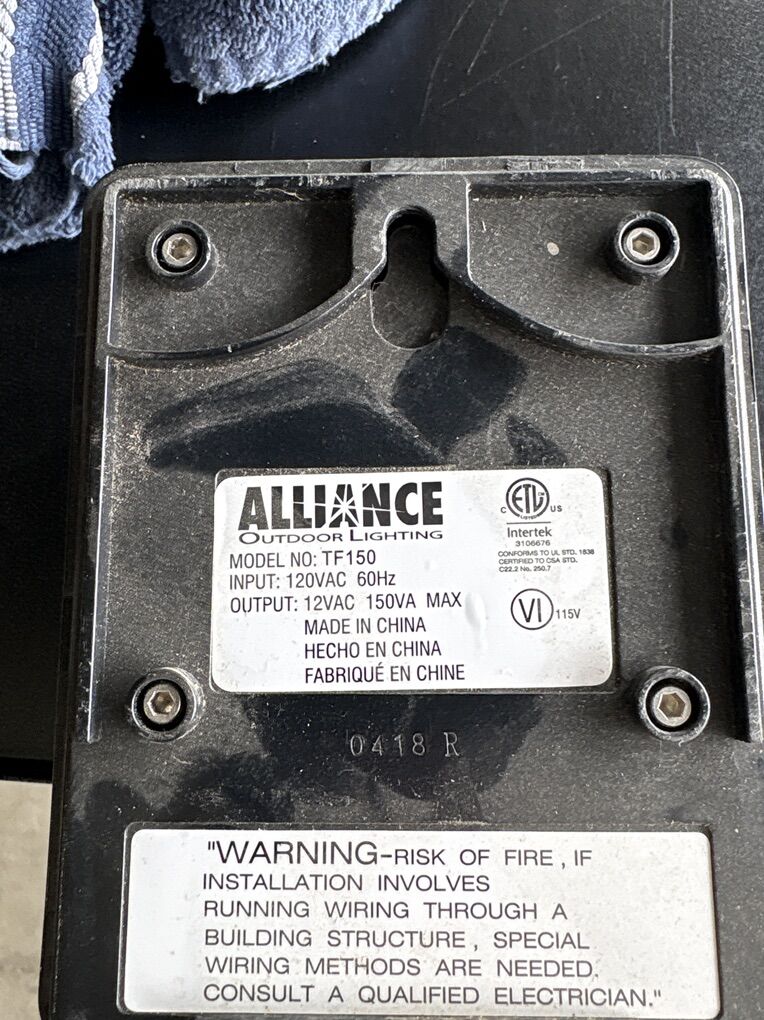 ALLIANCE
OUTDOOR LIGHTING
MODEL NO: TF150
INPUT: 120VAC 60Hz
OUTPUT: 12VAC 150VA MAX
MADE IN CHINA
HECHO EN CHINA
FABRIQUÉ EN CHINE
C ETL US
LISTED
Intertek
3106676
CONFORMS TO UL STD. 1838
CERTIFIED TO CSA STD.
C22.2 No. 250.7
VI 115V
0418 R
"WARNING-RISK OF FIRE, IF
INSTALLATION INVOLVES
RUNNING WIRING THROUGH A
BUILDING STRUCTURE, SPECIAL
WIRING METHODS ARE NEEDED.
CONSULT A QUALIFIED ELECTRICIAN."